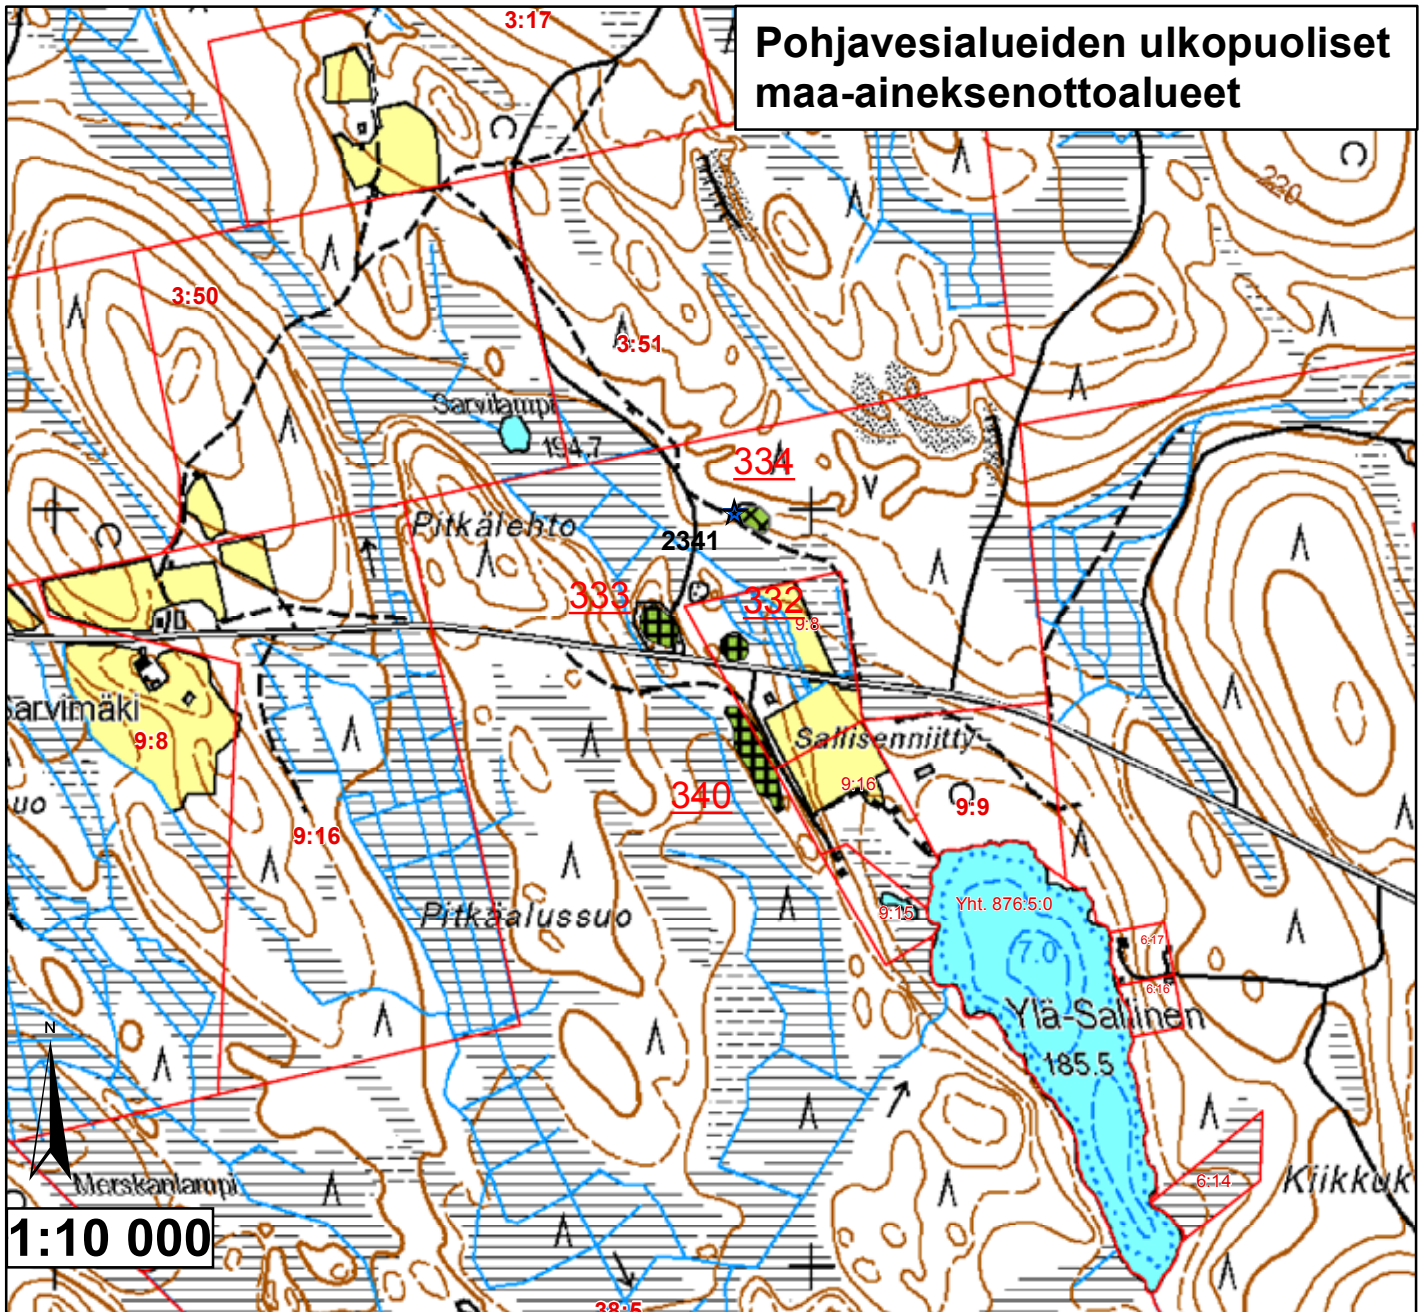 Pohjavesialueiden ulkopuoliset
maa-aineksenottoalueet
3:17
C
C
220
3:50
3:51
Sarvilampi
194.7
334
C
Pitkälehto
2341
333
332
9:8
Sarvimäki
9:8
Sallisenniitty
uo
340
9:16
9:9
9:16
Pitkäalussuo
9:15
Yht. 876:5:0
7.0
6:17
6:16
Ylä-Sallinen
185.5
N
Merskanlampi
6:14
Kiikkuk
1:10 000
38:5